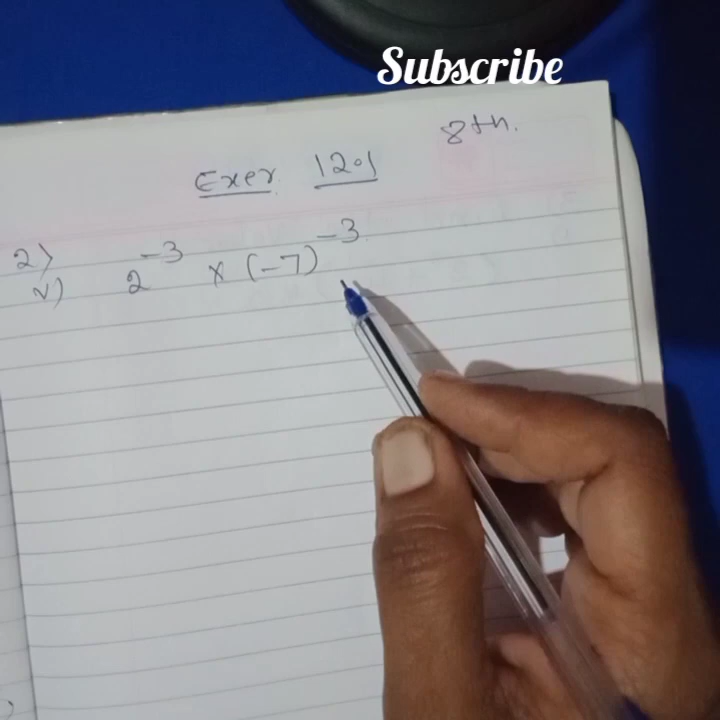 Subscribe
8th.
Exer 12.1
2)
v) 2^{-3} × (-7)^{-3}